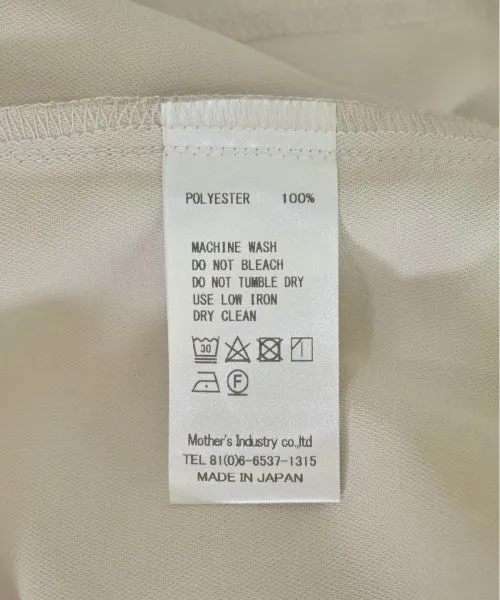 POLYESTER 100%
MACHINE WASH
DO NOT BLEACH
DO NOT TUMBLE DRY
USE LOW IRON
DRY CLEAN
30
F
Mother's Industry co.,ltd
TEL 81(0)6-6537-1315
MADE IN JAPAN